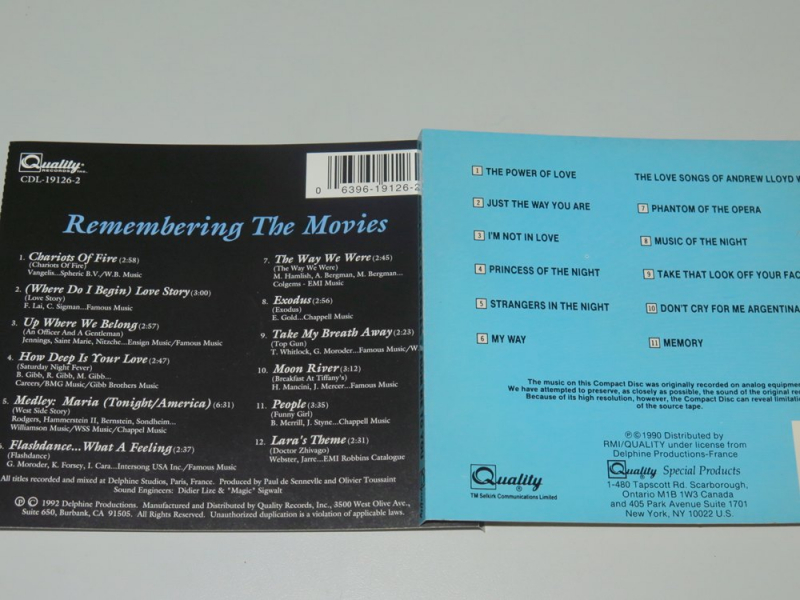 Quality
RECORDS, INC.
CDL-19126-2
0 6396-19126-2
Remembering The Movies
1. Chariots Of Fire (2:58)
(Chariots Of Fire)
Vangelis...Spheric B.V./W.B. Music
2. (Where Do I Begin) Love Story (3:00)
(Love Story)
F. Lai, C. Sigman...Famous Music
3. Up Where We Belong (2:57)
(An Officer And A Gentleman)
Jennings, Saint Marie, Nitzache...Ensign Music/Famous Music
4. How Deep Is Your Love (2:47)
(Saturday Night Fever)
B. Gibb, R. Gibb, M. Gibb...
Careers/BMG Music/Gibb Brothers Music
5. Medley: Maria (Tonight/America) (6:31)
(West Side Story)
Rodgers, Hammerstein II, Bernstein, Sondheim...
Williamson Music/WSS Music/Chappel Music
Flashdance...What A Feeling (2:37)
(Flashdance)
G. Moroder, K. Forsey, I. Cara...Intersong USA Inc./Famous Music
7. The Way We Were (2:45)
(The Way We Were)
M. Hamlish, A. Bergman, M. Bergman...
Colgems - EMI Music
8. Exodus (2:56)
(Exodus)
E. Gold...Chappell Music
9. Take My Breath Away (2:23)
(Top Gun)
T. Whitlock, G. Moroder...Famous Music/W
10. Moon River (3:12)
(Breakfast At Tiffany's)
H. Mancini, J. Mercer...Famous Music
11. People (3:35)
(Funny Girl)
B. Merrill, J. Styne...Chappell Music
12. Lara's Theme (2:31)
(Doctor Zhivago)
Webster, Jarre...EMI Robbins Catalogue
All titles recorded and mixed at Delphine Studios, Paris, France. Produced by Paul de Senneville and Olivier Toussaint
Sound Engineers: Didier Lizé & "Magic" Sigwalt
Ⓟ © 1992 Delphine Productions. Manufactured and Distributed by Quality Records, Inc., 3500 West Olive Ave.,
Suite 650, Burbank, CA 91505. All Rights Reserved. Unauthorized duplication is a violation of applicable laws.
1 THE POWER OF LOVE
2 JUST THE WAY YOU ARE
3 I'M NOT IN LOVE
4 PRINCESS OF THE NIGHT
5 STRANGERS IN THE NIGHT
6 MY WAY
THE LOVE SONGS OF ANDREW LLOYD W
7 PHANTOM OF THE OPERA
8 MUSIC OF THE NIGHT
9 TAKE THAT LOOK OFF YOUR FAC
10 DON'T CRY FOR ME ARGENTINA
11 MEMORY
The music on this Compact Disc was originally recorded on analog equipmen
We have attempted to preserve, as closely as possible, the sound of the original re
Because of its high resolution, however, the Compact Disc can reveal limitati
of the source tape.
Ⓟ©1990 Distributed by
RMI/QUALITY under license from
Delphine Productions-France
Quality Special Products
1-480 Tapscott Rd. Scarborough,
Ontario M1B 1W3 Canada
and 405 Park Avenue Suite 1701
New York, NY 10022 U.S.
Quality
TM Selkirk Communications Limited